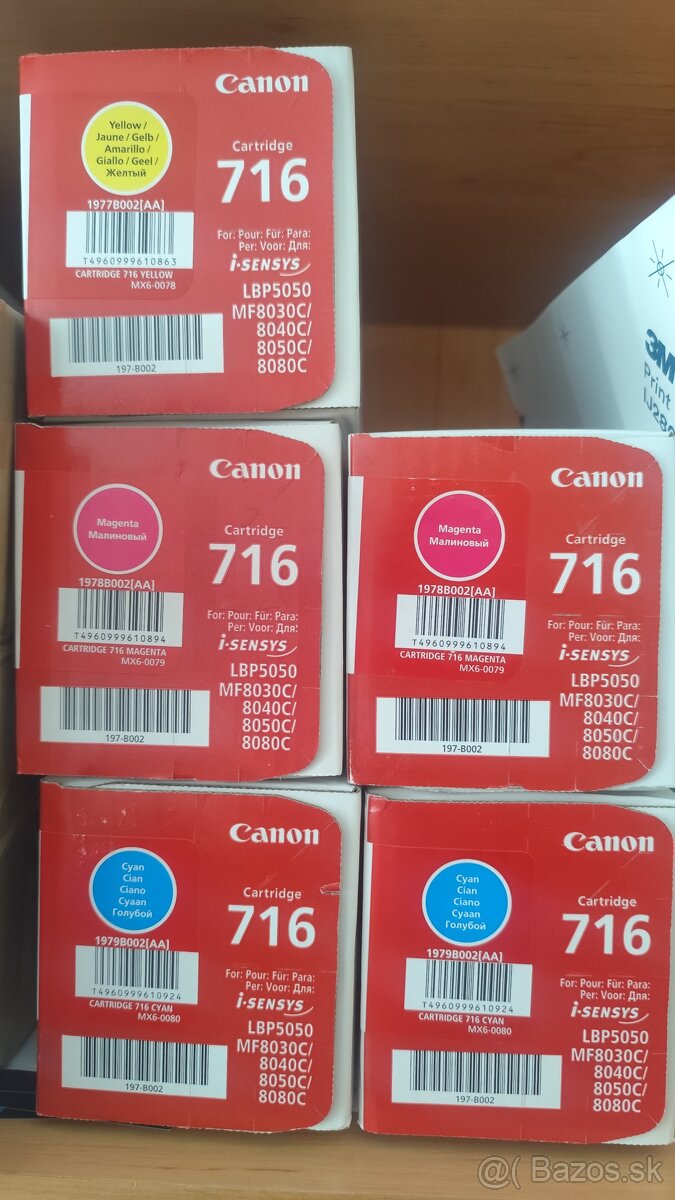 Canon
Yellow /
Jaune / Gelb /
Amarillo /
Giallo / Geel /
Желтый
Cartridge
716
1977B002[AA]
T4960999610863
CARTRIDGE 716 YELLOW
MX6-0078
For: Pour: Für: Para:
Per: Voor: Для:
i-SENSYS
LBP5050
MF8030C/
8040C/
8050C/
8080C
197-B002
3M
Print
Canon
Magenta
Малиновый
Cartridge
716
1978B002[AA]
T4960999610894
CARTRIDGE 716 MAGENTA
MX6-0079
For: Pour: Für: Para:
Per: Voor: Для:
i-SENSYS
LBP5050
MF8030C/
8040C/
8050C/
8080C
197-B002
Canon
Magenta
Малиновый
Cartridge
716
1978B002[AA]
T4960999610894
CARTRIDGE 716 MAGENTA
MX6-0079
For: Pour: Für: Para:
Per: Voor: Для:
i-SENSYS
LBP5050
MF8030C/
8040C/
8050C/
8080C
197-B002
Canon
Cyan
Cian
Ciano
Cyaan
Голубой
Cartridge
716
1979B002[AA]
T4960999610924
CARTRIDGE 716 CYAN
MX6-0080
For: Pour: Für: Para:
Per: Voor: Для:
i-SENSYS
LBP5050
MF8030C/
8040C/
8050C/
8080C
197-B002
Canon
Cyan
Cian
Ciano
Cyaan
Голубой
Cartridge
716
1979B002[AA]
T4960999610924
CARTRIDGE 716 CYAN
MX6-0080
For: Pour: Für: Para:
Per: Voor: Для:
i-SENSYS
LBP5050
MF8030C/
8040C/
8050C/
8080C
197-B002
@( Bazos.sk